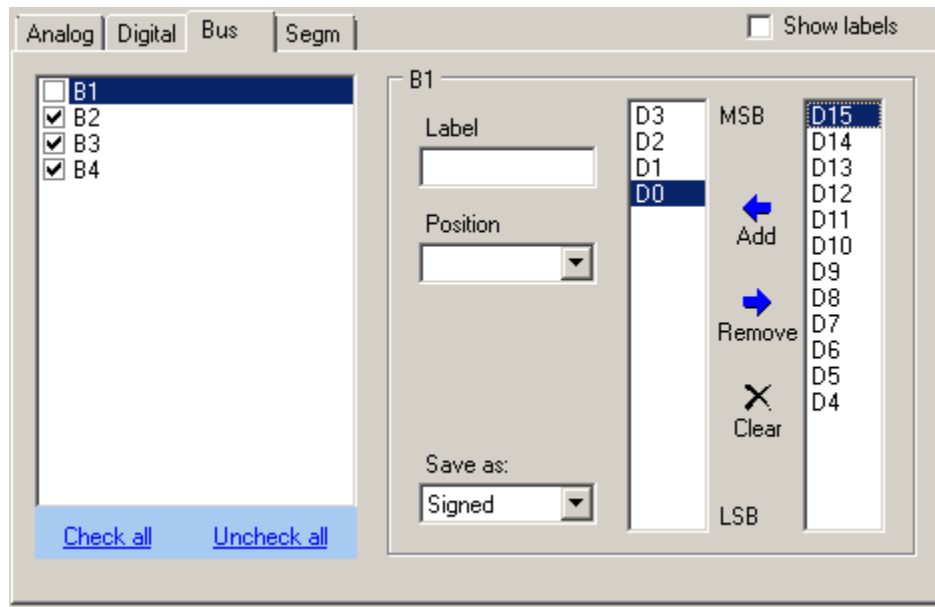 Analog Digital Bus Segm
Show labels
B1
B2
B3
B4
Check all Uncheck all
B1
Label
Position
Save as:
Signed
D3
D2
D1
D0
MSB
Add
Remove
Clear
LSB
D15
D14
D13
D12
D11
D10
D9
D8
D7
D6
D5
D4